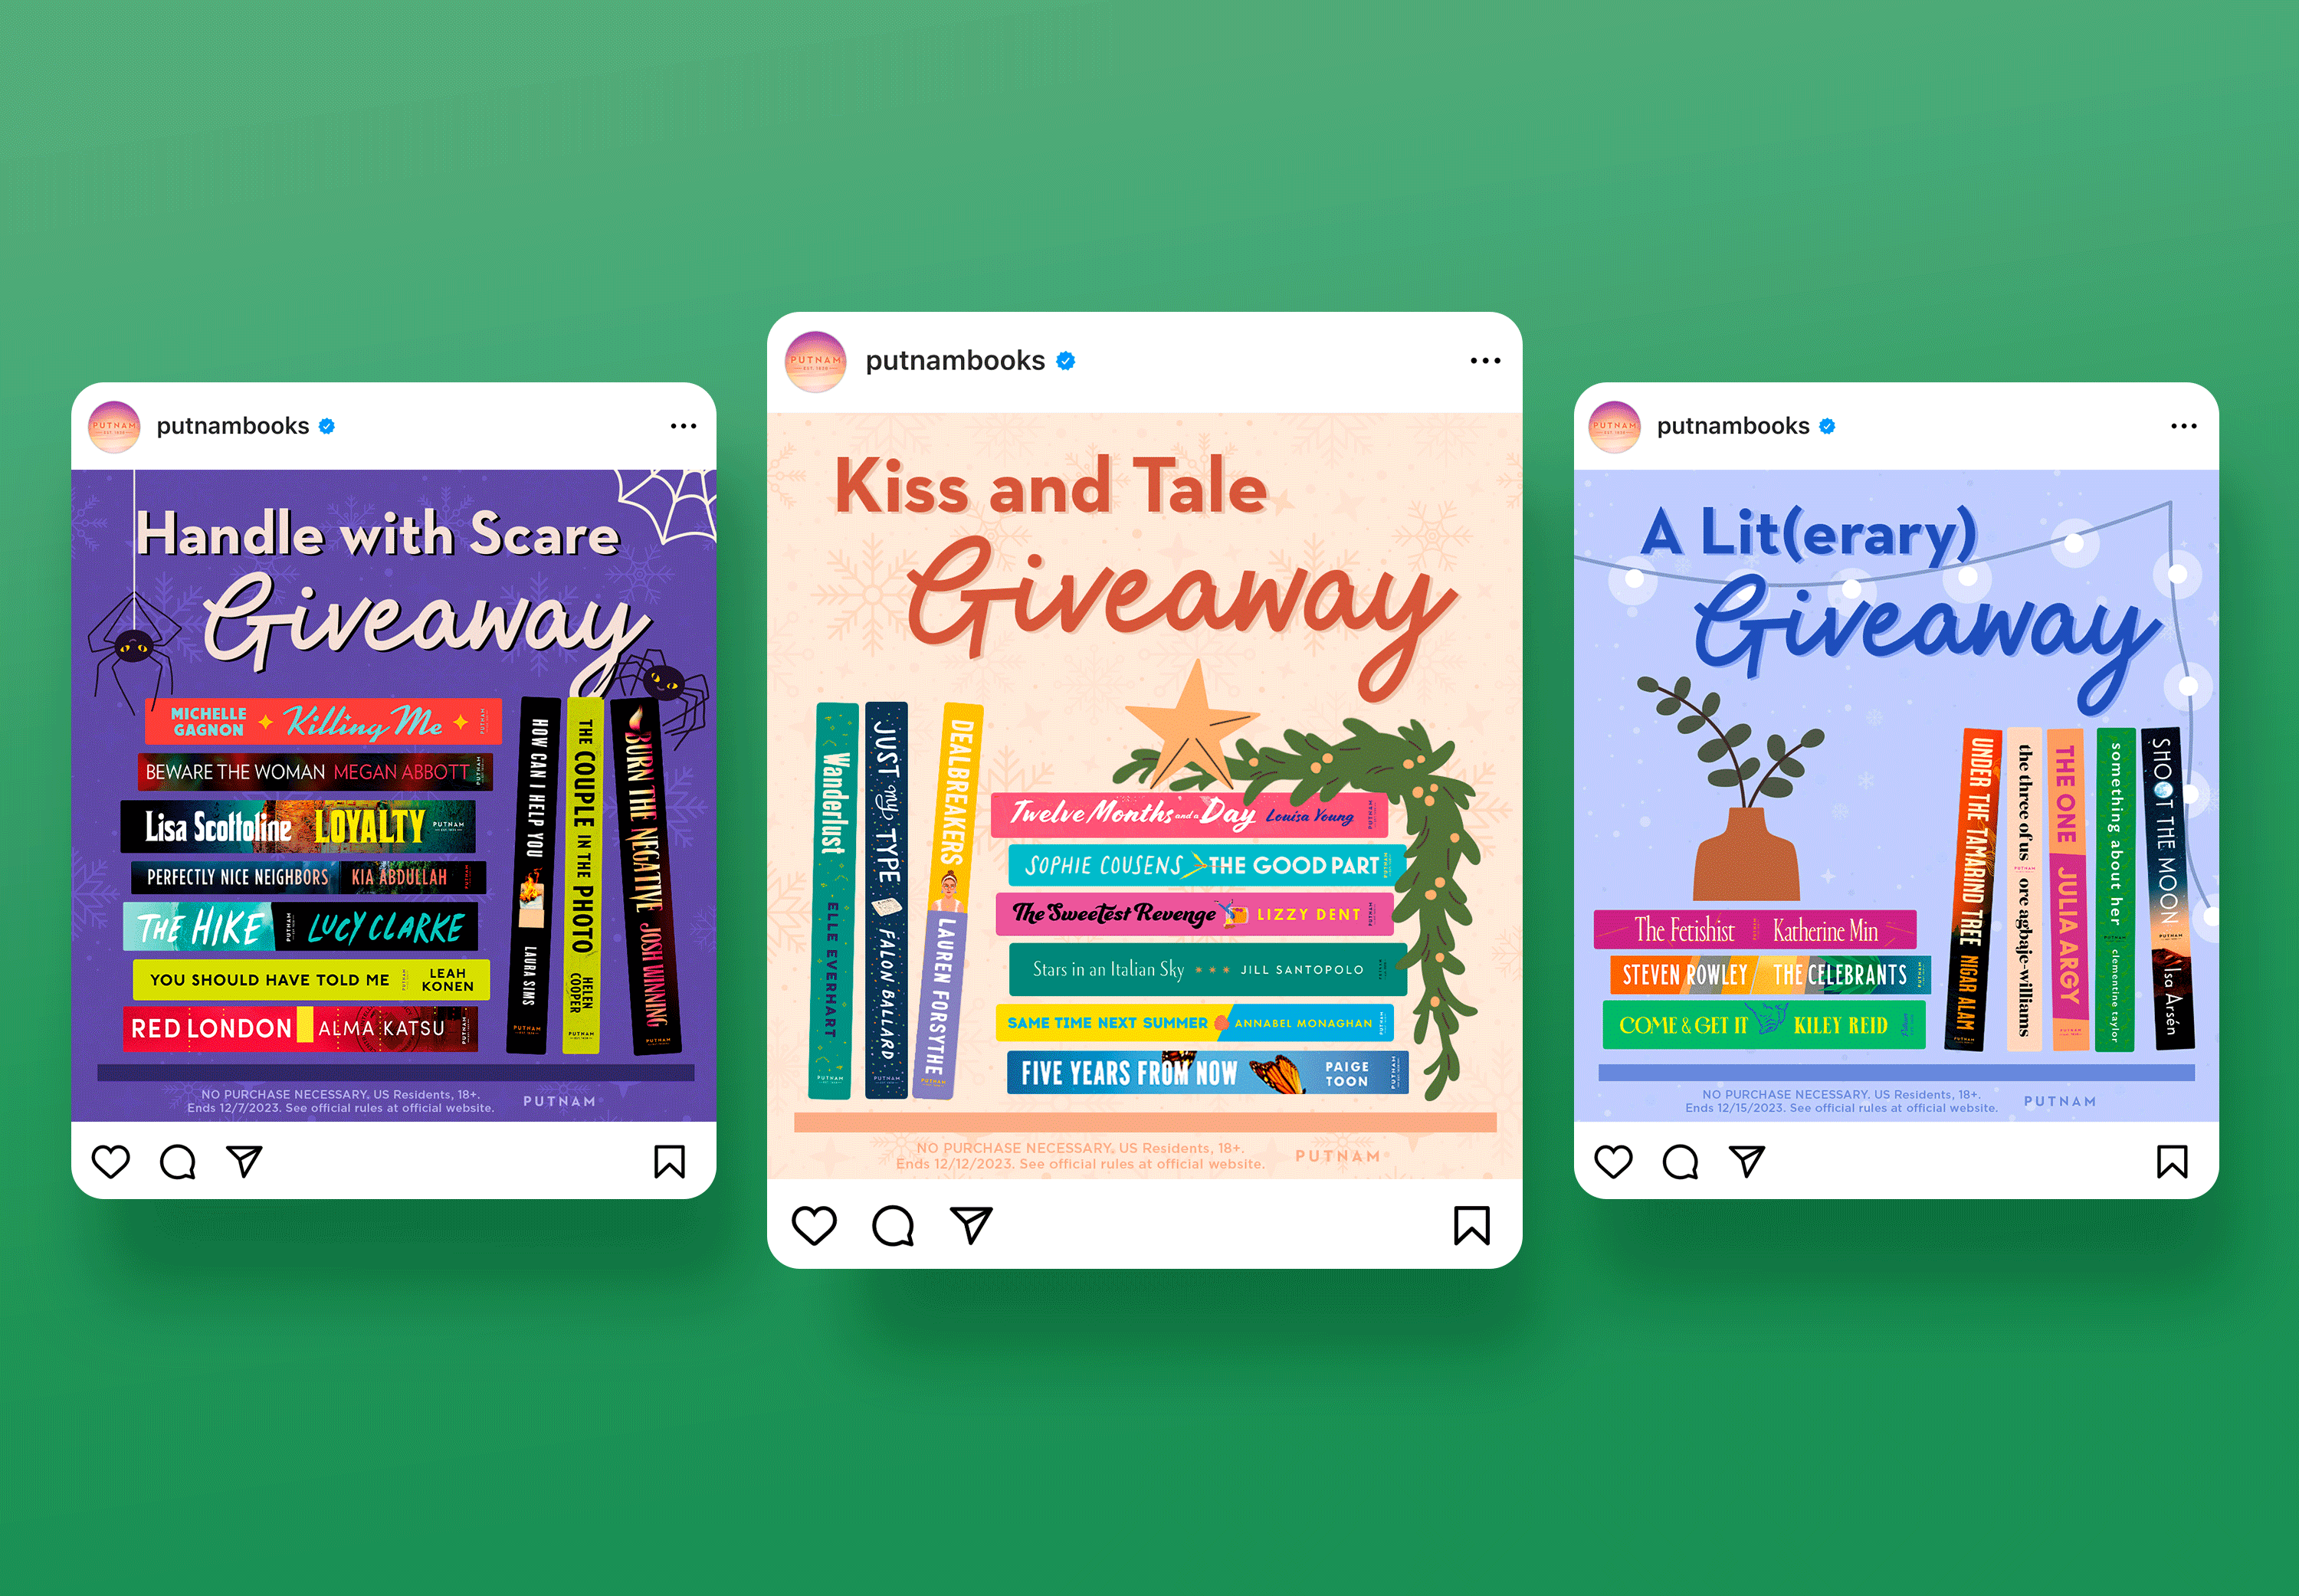 putnambooks
PUTNAM
Handle with Scare
Giveaway
MICHELLE GAGNON Killing Me
BEWARE THE WOMAN MEGAN ABBOTT PUTNAM
Lisa Scottoline LOYALTY PUTNAM
PERFECTLY NICE NEIGHBORS KIA ABDULLAH
THE HIKE PUTNAM LUCY CLARKE
YOU SHOULD HAVE TOLD ME LEAH KONEN
RED LONDON ALMA KATSU
HOW CAN I HELP YOU LAURA SIMS PUTNAM
THE COUPLE IN THE PHOTO HELEN COOPER PUTNAM
BURN THE NEGATIVE JOSH WINNING PUTNAM
NO PURCHASE NECESSARY. US Residents, 18+.
Ends 12/7/2023. See official rules at official website.
PUTNAM
putnambooks
PUTNAM
EST. 1838
Kiss and Tale
Giveaway
Wanderlust ELLE EVERHART PUTNAM
JUST my TYPE FALON BALLARD PUTNAM
DEALBREAKERS LAUREN FORSYTHE PUTNAM
Twelve Months and a Day Louisa Young PUTNAM
SOPHIE COUSENS THE GOOD PART PUTNAM
The Sweetest Revenge LIZZY DENT PUTNAM
Stars in an Italian Sky JILL SANTOPOLO
SAME TIME NEXT SUMMER ANNABEL MONAGHAN PUTNAM
FIVE YEARS FROM NOW PAIGE TOON PUTNAM
NO PURCHASE NECESSARY. US Residents, 18+.
Ends 12/12/2023. See official rules at official website.
PUTNAM
putnambooks
PUTNAM
A Lit(erary)
Giveaway
The Fetishist Katherine Min
STEVEN ROWLEY THE CELEBRANTS PUTNAM
COME & GET IT KILEY REID
UNDER THE TAMARIND TREE NIGAR ALAM PUTNAM
the three of us PUTNAM ore agbaje-williams
THE ONE JULIA ARGY PUTNAM
something about her PUTNAM clementine taylor
SHOOT THE MOON PUTNAM Isa Arsén
NO PURCHASE NECESSARY. US Residents, 18+.
Ends 12/15/2023. See official rules at official website.
PUTNAM